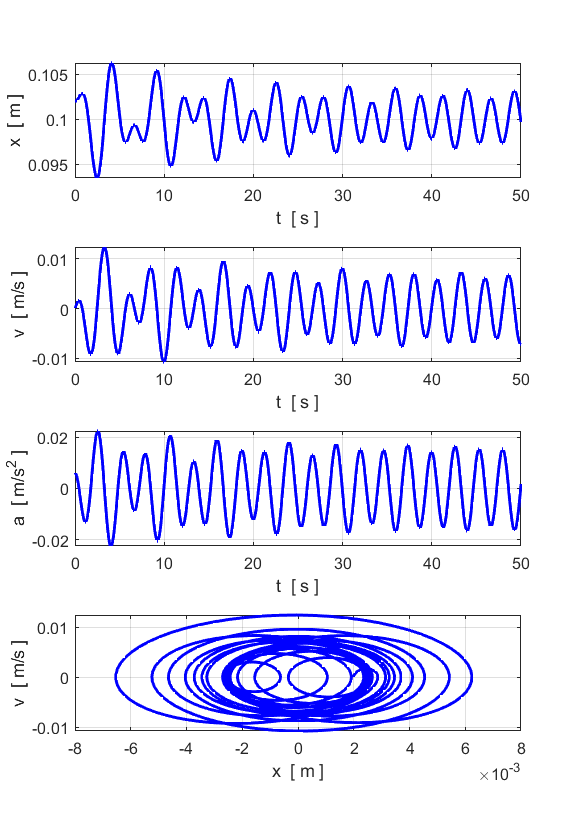 0.105
0.1
0.095
x [ m ]
0 10 20 30 40 50
t [ s ]
0.01
0
-0.01
v [ m/s ]
0 10 20 30 40 50
t [ s ]
0.02
0
-0.02
a [ m/s² ]
0 10 20 30 40 50
t [ s ]
0.01
0
-0.01
v [ m/s ]
-8 -6 -4 -2 0 2 4 6 8
x [ m ]
×10⁻³